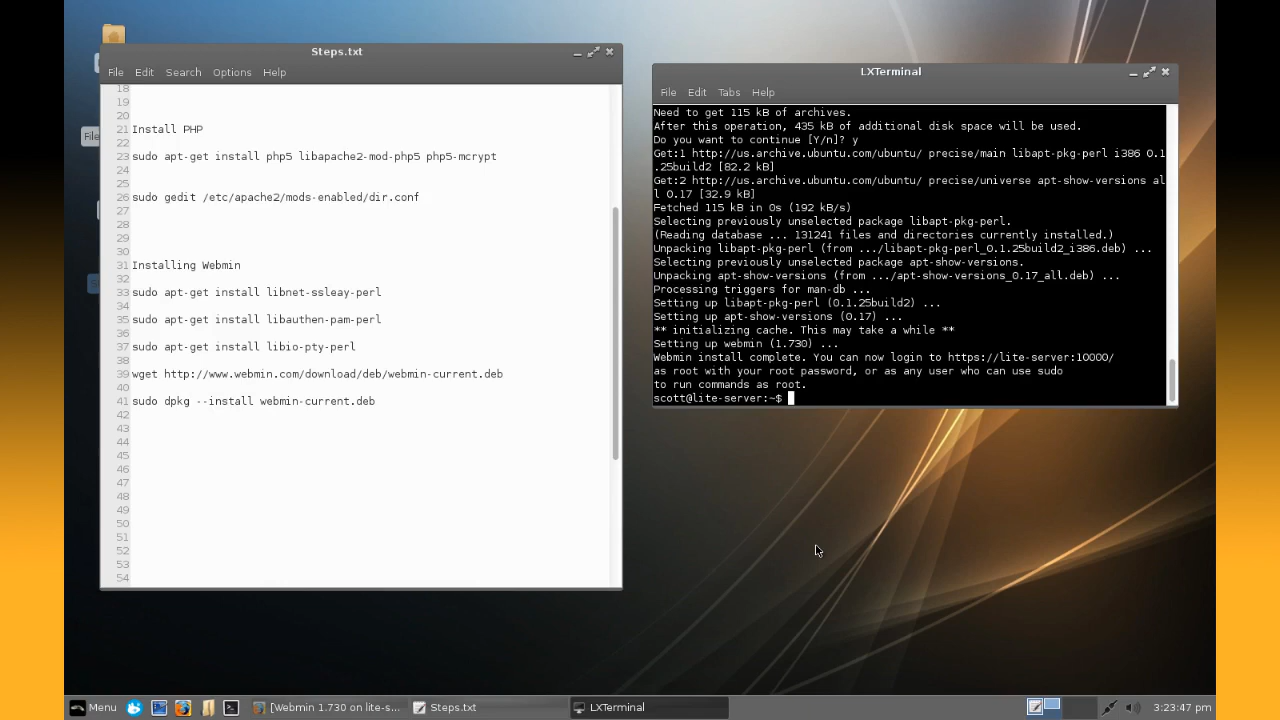 Steps.txt
File Edit Search Options Help
18
19
20
21 Install PHP
22
23 sudo apt-get install php5 libapache2-mod-php5 php5-mcrypt
24
25
26 sudo gedit /etc/apache2/mods-enabled/dir.conf
27
28
29
30
31 Installing Webmin
32
33 sudo apt-get install libnet-ssleay-perl
34
35 sudo apt-get install libauthen-pam-perl
36
37 sudo apt-get install libio-pty-perl
38
39 wget http://www.webmin.com/download/deb/webmin-current.deb
40
41 sudo dpkg --install webmin-current.deb
42
43
44
45
46
47
48
49
50
51
52
53
54
File
LXTerminal
File Edit Tabs Help
Need to get 115 kB of archives.
After this operation, 435 kB of additional disk space will be used.
Do you want to continue [Y/n]? y
Get:1 http://us.archive.ubuntu.com/ubuntu/ precise/main libapt-pkg-perl i386 0.1
.25build2 [82.2 kB]
Get:2 http://us.archive.ubuntu.com/ubuntu/ precise/universe apt-show-versions al
l 0.17 [32.9 kB]
Fetched 115 kB in 0s (192 kB/s)
Selecting previously unselected package libapt-pkg-perl.
(Reading database ... 131241 files and directories currently installed.)
Unpacking libapt-pkg-perl (from .../libapt-pkg-perl_0.1.25build2_i386.deb) ...
Selecting previously unselected package apt-show-versions.
Unpacking apt-show-versions (from .../apt-show-versions_0.17_all.deb) ...
Processing triggers for man-db ...
Setting up libapt-pkg-perl (0.1.25build2) ...
Setting up apt-show-versions (0.17) ...
** initializing cache. This may take a while **
Setting up webmin (1.730) ...
Webmin install complete. You can now login to https://lite-server:10000/
as root with your root password, or as any user who can use sudo
to run commands as root.
scott@lite-server:~$
Menu [Webmin 1.730 on lite-s... Steps.txt LXTerminal 3:23:47 pm